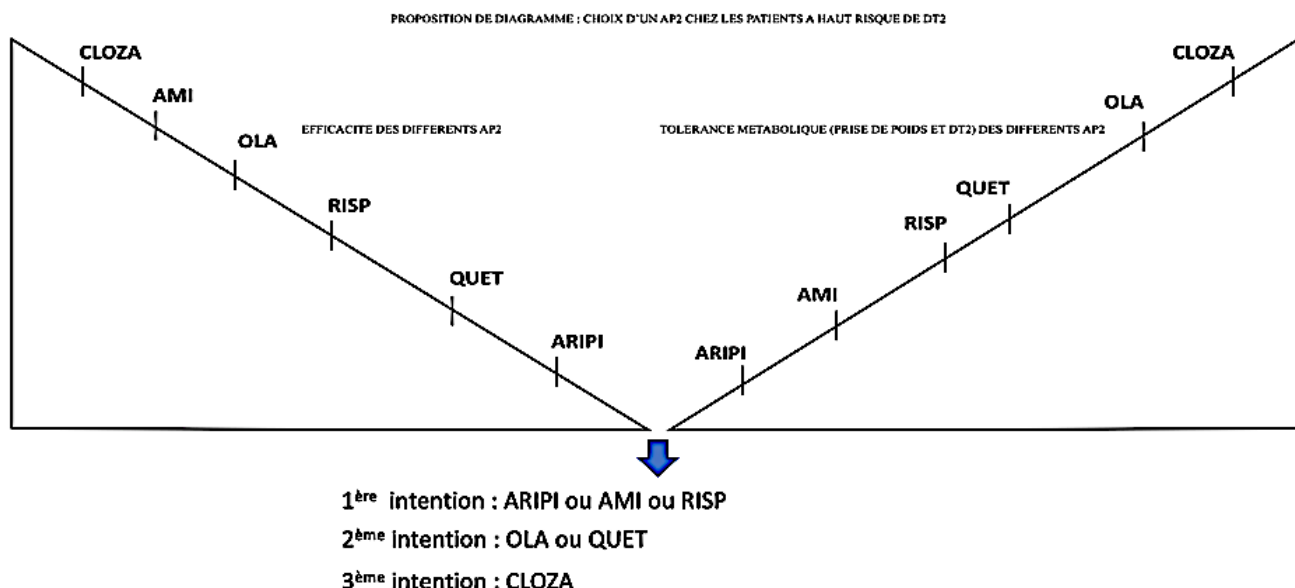 PROPOSITION DE DIAGRAMME : CHOIX D'UN AP2 CHEZ LES PATIENTS A HAUT RISQUE DE DT2
CLOZA
AMI
OLA
RISP
QUET
ARIPI
EFFICACITE DES DIFFERENTS AP2
TOLERANCE METABOLIQUE (PRISE DE POIDS ET DT2) DES DIFFERENTS AP2
CLOZA
OLA
QUET
RISP
AMI
ARIPI
1ère intention : ARIPI ou AMI ou RISP
2ème intention : OLA ou QUET
3ème intention : CLOZA